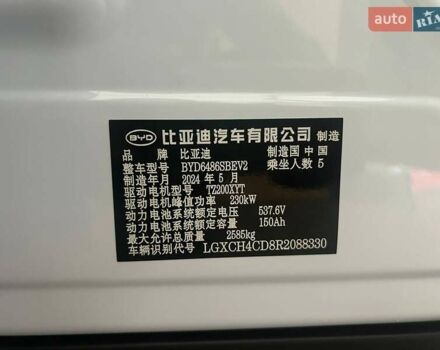 auto RIA
BYD 比亚迪汽车有限公司 制造
品牌 比亚迪 制造国 中国
整车型号 BYD6486SBEV2 乘坐人数 5
制造年月 2024 年 5 月
驱动电机型号 TZ200XYT
驱动电机峰值功率 230kW
动力电池系统额定电压 537.6V
动力电池系统额定容量 150Ah
最大允许总质量 2585kg
车辆识别代号 LGXCH4CD8R2088330